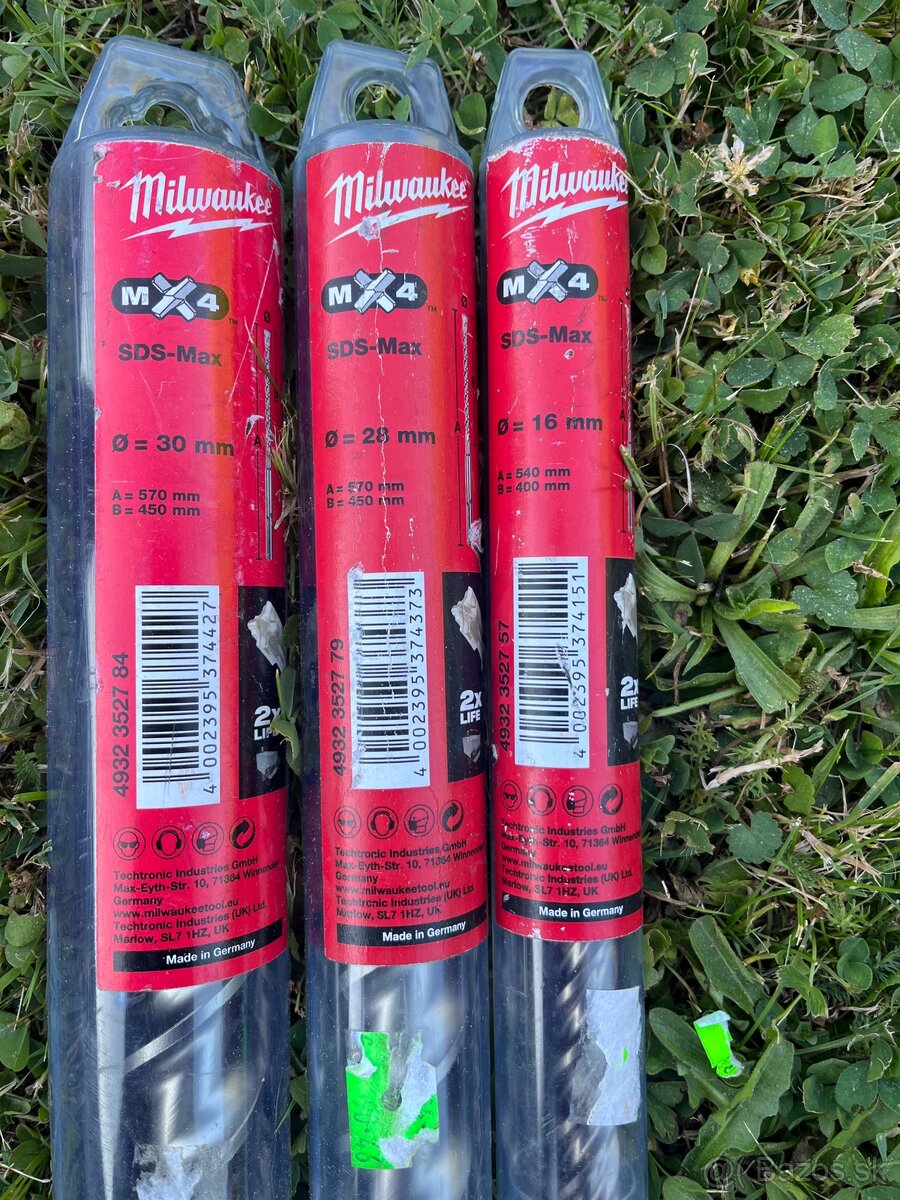 Milwaukee
MX4™
SDS-Max
Ø
A
Ø = 30 mm
A = 570 mm
B = 450 mm
4932 3527 84
4 002395 374427
2x
LIFE
Techtronic Industries GmbH
Max-Eyth-Str. 10, 71364 Winnenden
Germany
www.milwaukeetool.eu
Techtronic Industries (UK) Ltd.
Marlow, SL7 1HZ, UK
Made in Germany
Milwaukee
MX4™
SDS-Max
Ø
A
Ø = 28 mm
A = 570 mm
B = 450 mm
4932 3527 79
4 002395 374373
2x
LIFE
Techtronic Industries GmbH
Max-Eyth-Str. 10, 71364 Winnenden
Germany
www.milwaukeetool.eu
Techtronic Industries (UK) Ltd.
Marlow, SL7 1HZ, UK
Made in Germany
Milwaukee
MX4™
SDS-Max
A
Ø = 16 mm
A = 540 mm
B = 400 mm
4932 3527 57
4 002395 374151
2x
LIFE
Techtronic Industries GmbH
Max-Eyth-Str. 10, 71364 Winnenden
Germany
www.milwaukeetool.eu
Techtronic Industries (UK) Ltd.
Marlow, SL7 1HZ, UK
Made in Germany
Bazos.sk